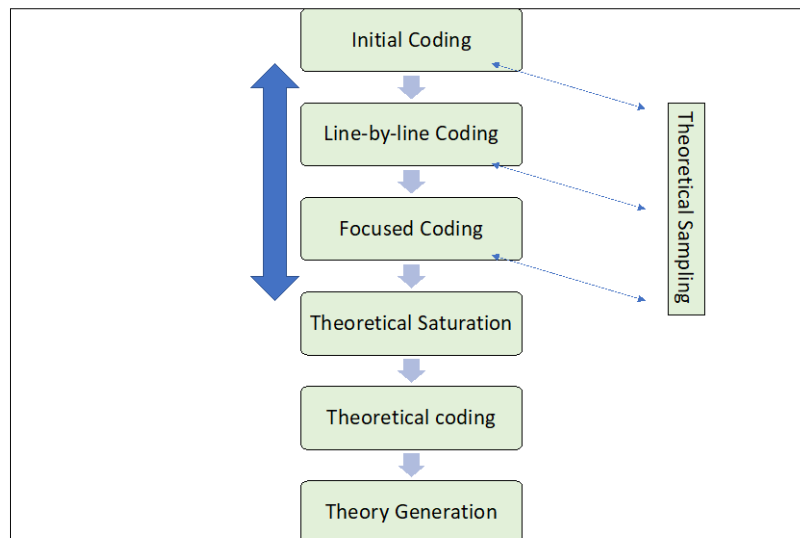 Initial Coding
Line-by-line Coding
Focused Coding
Theoretical Saturation
Theoretical coding
Theory Generation
Theoretical Sampling